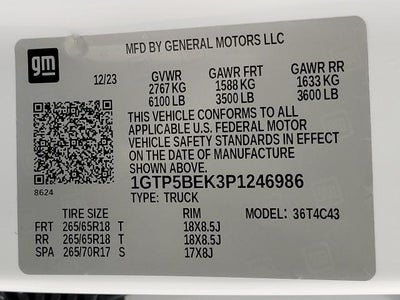 MFD BY GENERAL MOTORS LLC
gm
12/23 GVWR GAWR FRT GAWR RR
2767 KG 1588 KG 1633 KG
6100 LB 3500 LB 3600 LB
THIS VEHICLE CONFORMS TO ALL
APPLICABLE U.S. FEDERAL MOTOR
VEHICLE SAFETY STANDARDS IN EFFECT
ON THE DATE OF MANUFACTURE
SHOWN ABOVE.
8624
1GTP5BEK3P1246986
TYPE: TRUCK
TIRE SIZE RIM MODEL: 36T4C43
FRT 265/65R18 T 18X8.5J
RR 265/65R18 T 18X8.5J
SPA 265/70R17 S 17X8J